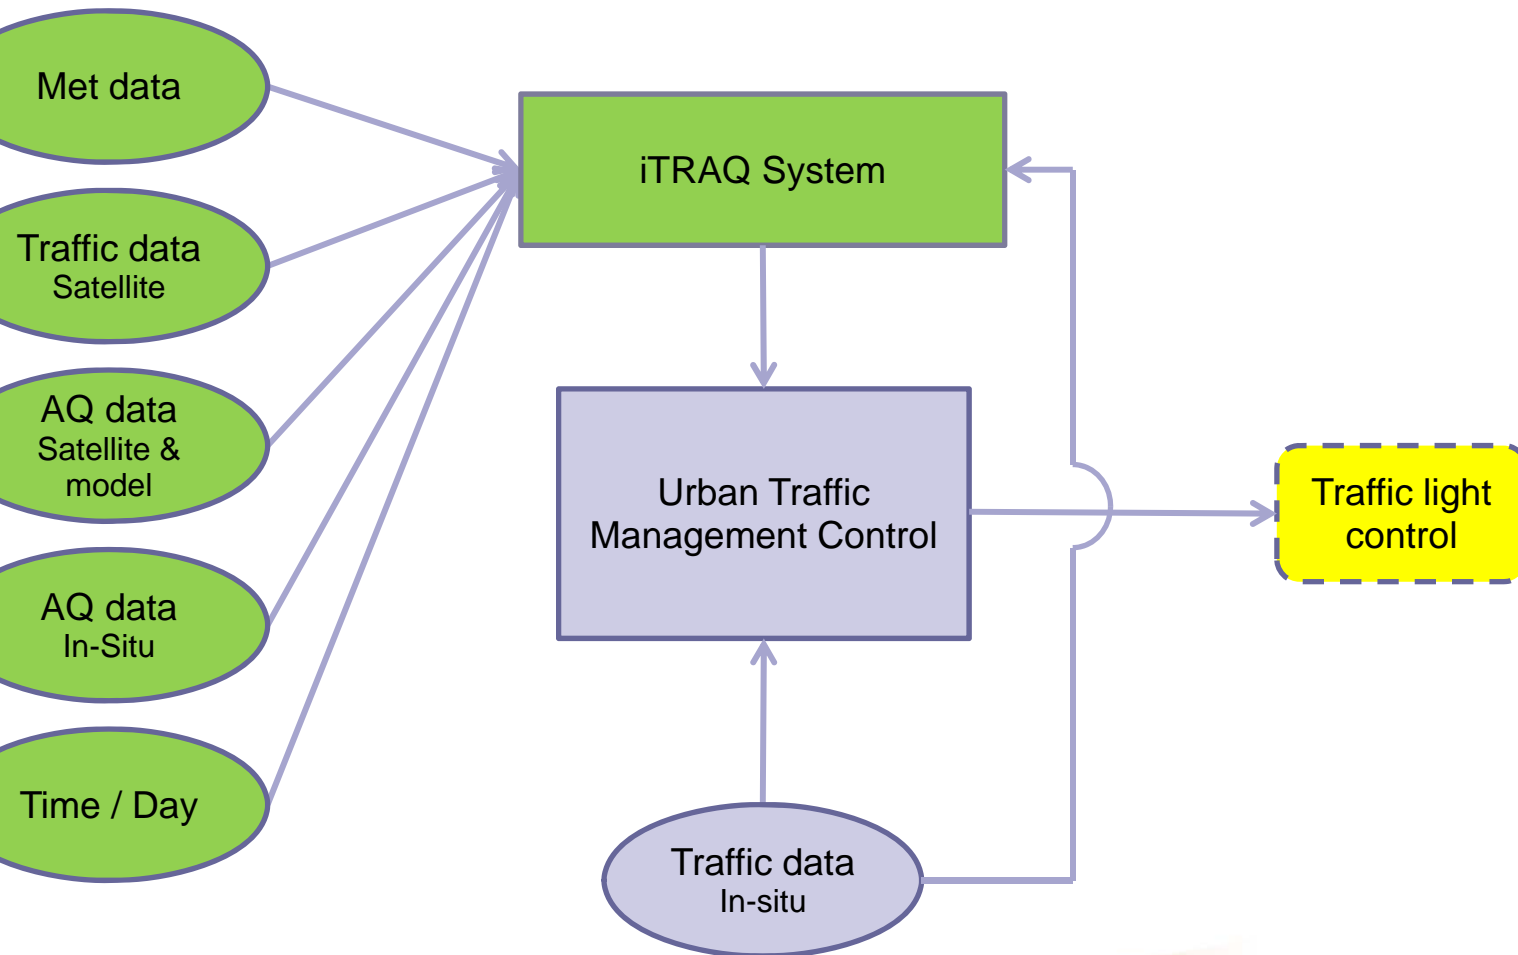 Met data
Traffic data
Satellite
AQ data
Satellite &
model
AQ data
In-Situ
Time / Day
iTRAQ System
Urban Traffic
Management Control
Traffic data
In-situ
Traffic light
control